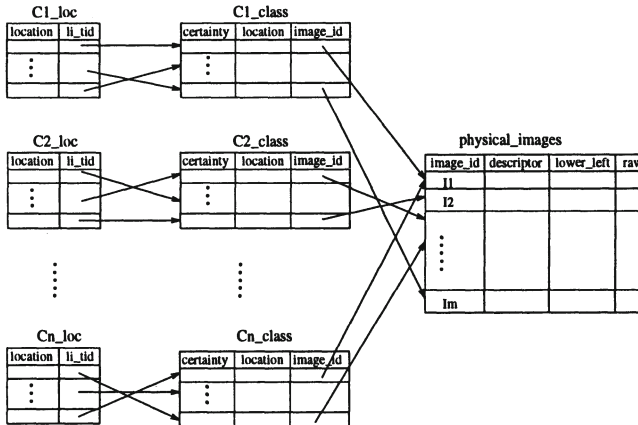 C1_loc
location li_tid
C1_class
certainty location image_id
C2_loc
location li_tid
C2_class
certainty location image_id
physical_images
image_id descriptor lower_left raw
I1
I2
Im
Cn_loc
location li_tid
Cn_class
certainty location image_id